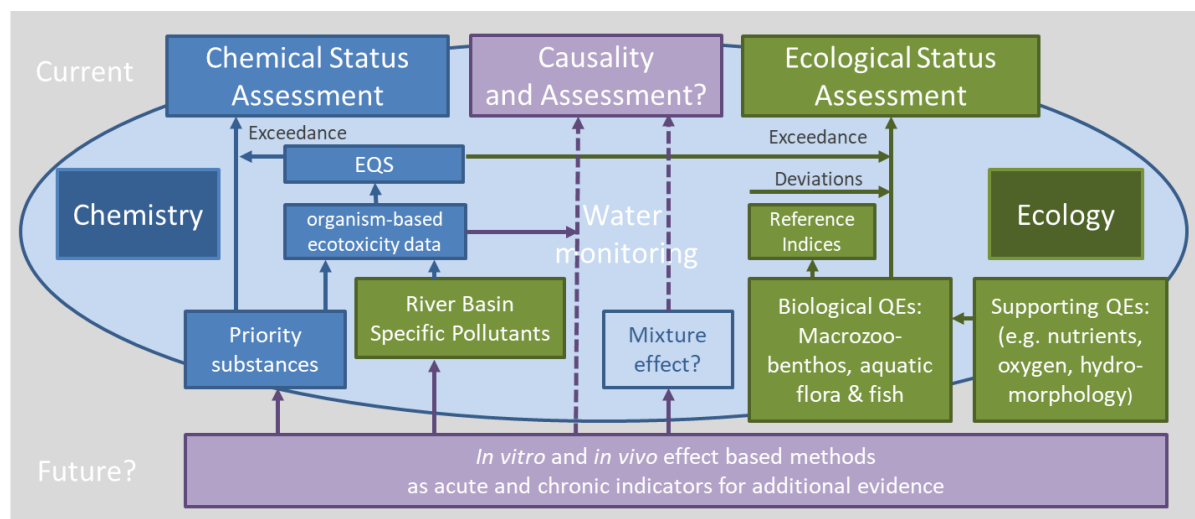 Current
Chemical Status
Assessment
Causality
and Assessment?
Ecological Status
Assessment
Exceedance
Exceedance
EQS
Deviations
Chemistry
organism-based
ecotoxicity data
Water
monitoring
Reference
Indices
Ecology
Priority
substances
River Basin
Specific Pollutants
Mixture
effect?
Biological QEs:
Macrozoo-
benthos, aquatic
flora & fish
Supporting QEs:
(e.g. nutrients,
oxygen, hydro-
morphology)
Future?
In vitro and in vivo effect based methods
as acute and chronic indicators for additional evidence